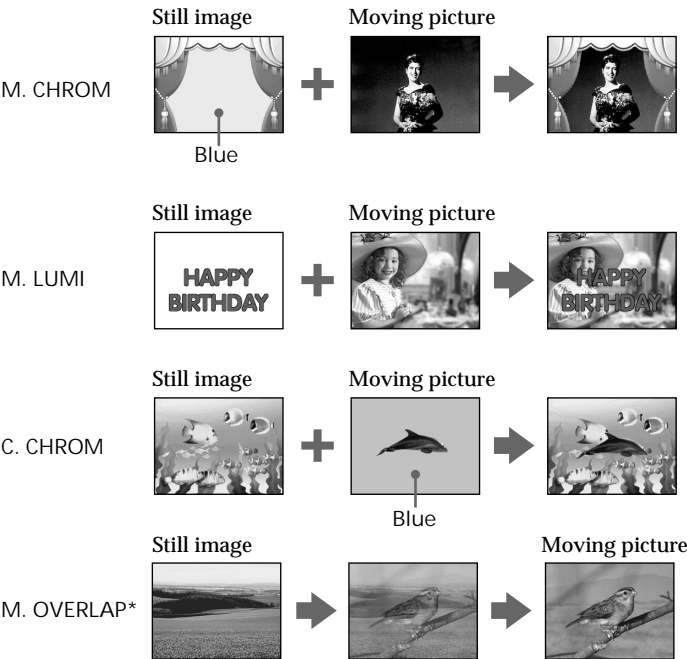 Still image Moving picture
M. CHROM
Blue
Still image Moving picture
M. LUMI
HAPPY
BIRTHDAY
HAPPY
BIRTHDAY
Still image Moving picture
C. CHROM
Blue
Still image Moving picture
M. OVERLAP*